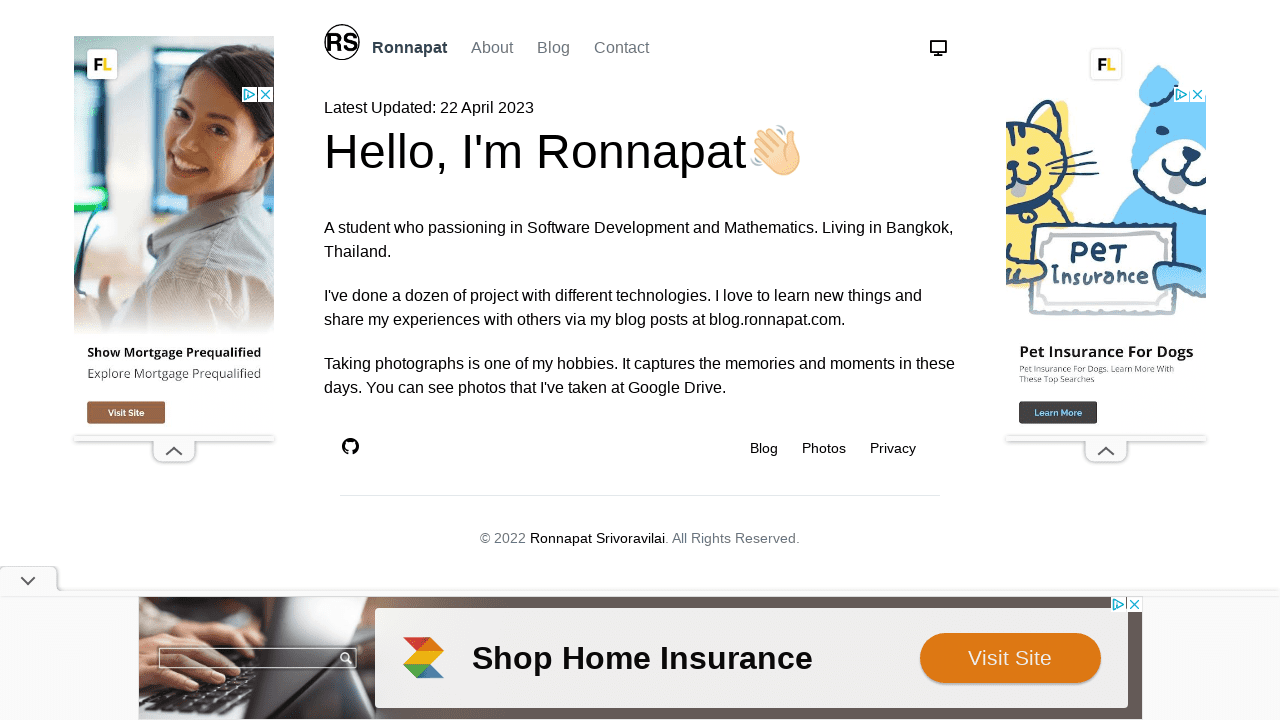 RS
Ronnapat
About
Blog
Contact
Latest Updated: 22 April 2023
Hello, I'm Ronnapat👋🏻
A student who passioning in Software Development and Mathematics. Living in Bangkok,
Thailand.
I've done a dozen of project with different technologies. I love to learn new things and
share my experiences with others via my blog posts at blog.ronnapat.com.
Taking photographs is one of my hobbies. It captures the memories and moments in these
days. You can see photos that I've taken at Google Drive.
Blog
Photos
Privacy
© 2022 Ronnapat Srivoravilai. All Rights Reserved.
FL
Show Mortgage Prequalified
Explore Mortgage Prequalified
Visit Site
FL
PET
Insurance
Pet Insurance For Dogs
Pet Insurance For Dogs. Learn More With
These Top Searches
Learn More
Shop Home Insurance
Visit Site